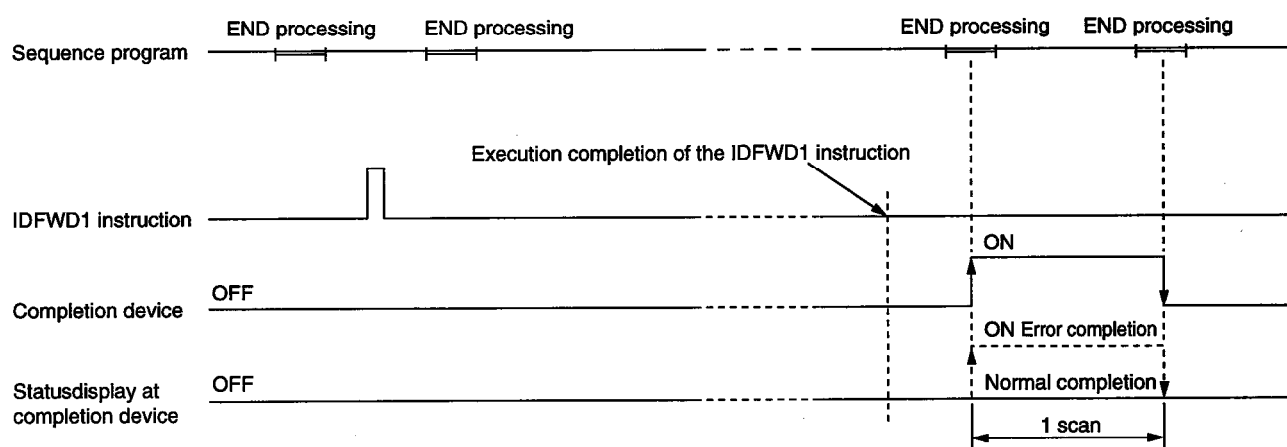 END processing
END processing
END processing
END processing
Sequence program
Execution completion of the IDFWD1 instruction
IDFWD1 instruction
ON
OFF
Completion device
ON Error completion
OFF
Normal completion
Statusdisplay at
completion device
1 scan